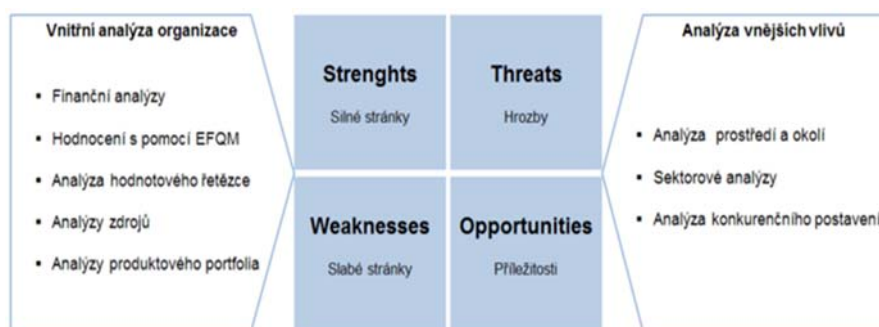 Vnitřní analýza organizace
▪ Finanční analýzy
▪ Hodnocení s pomocí EFQM
▪ Analýza hodnotového řetězce
▪ Analýzy zdrojů
▪ Analýzy produktového portfolia
Strenghts
Silné stránky
Threats
Hrozby
Weaknesses
Slabé stránky
Opportunities
Příležitosti
Analýza vnějších vlivů
▪ Analýza prostředí a okolí
▪ Sektorové analýzy
▪ Analýza konkurenčního postavení